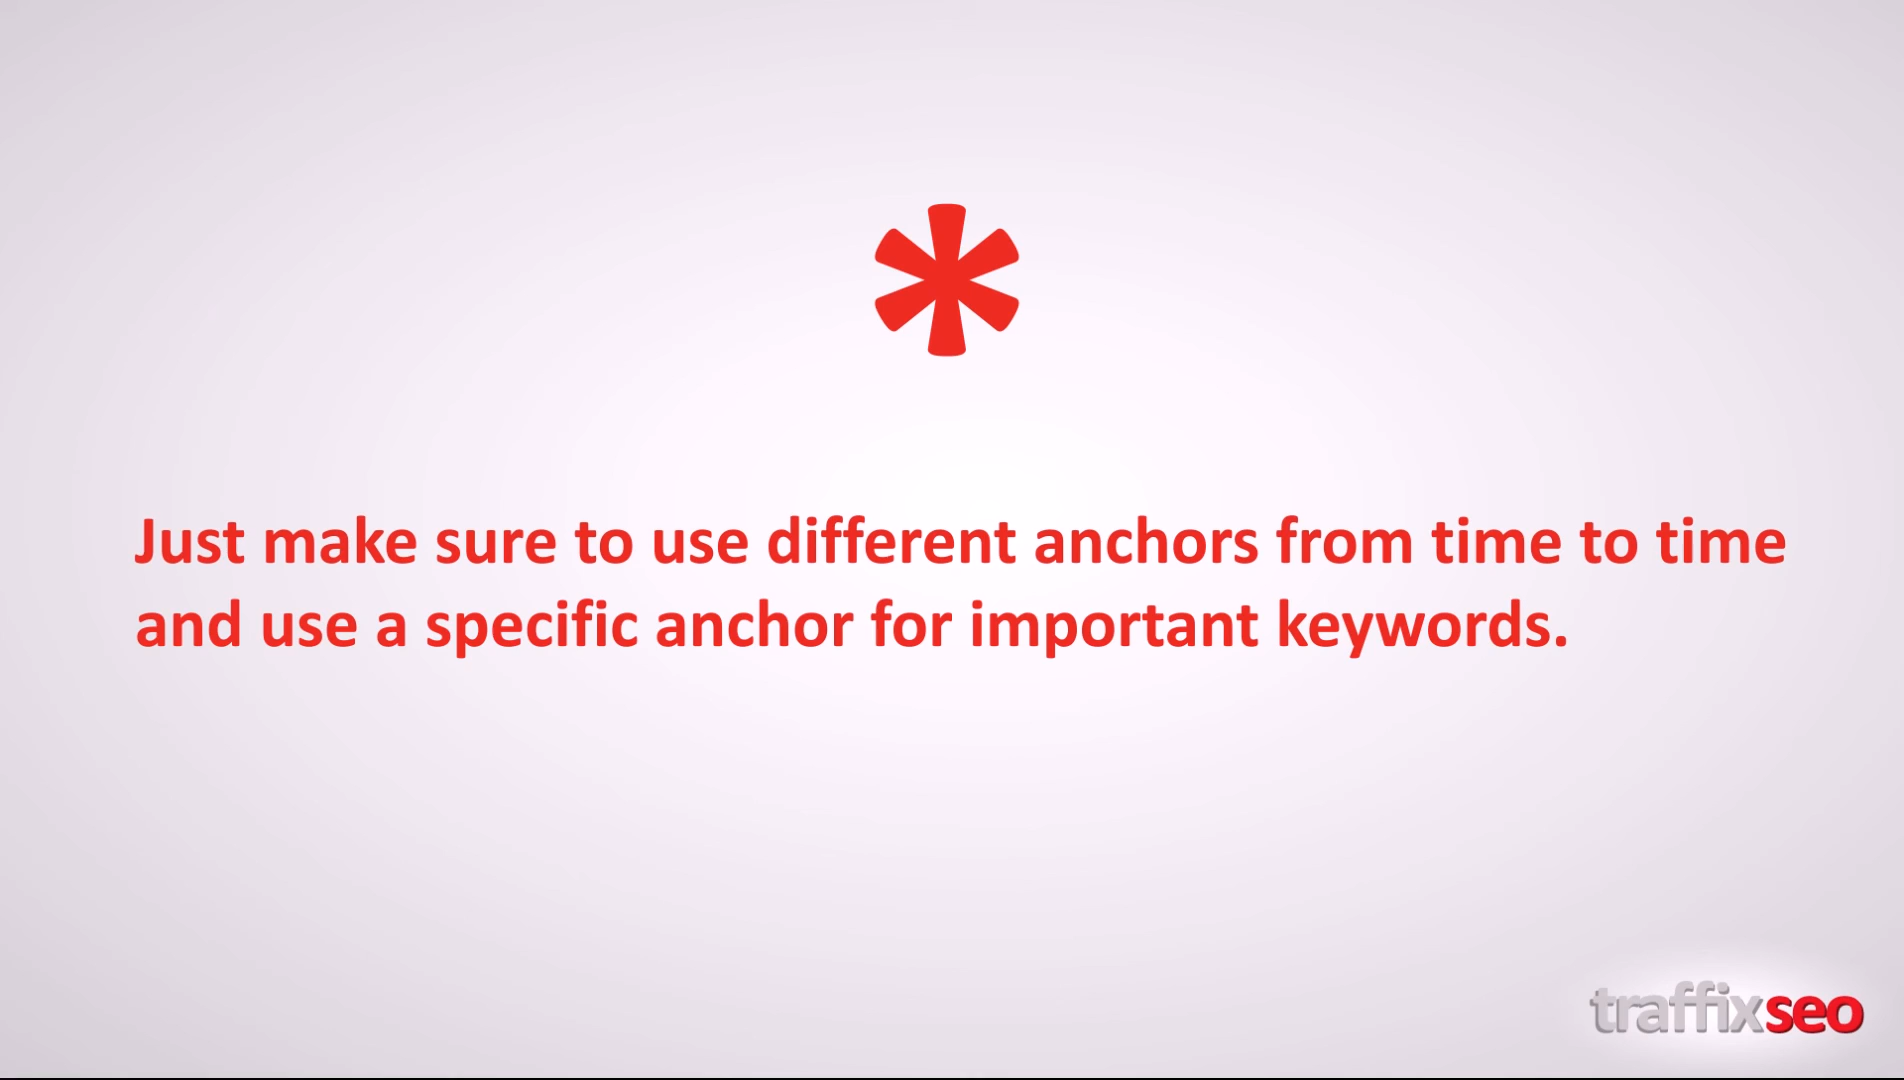 *
Just make sure to use different anchors from time to time
and use a specific anchor for important keywords.
traffixseo